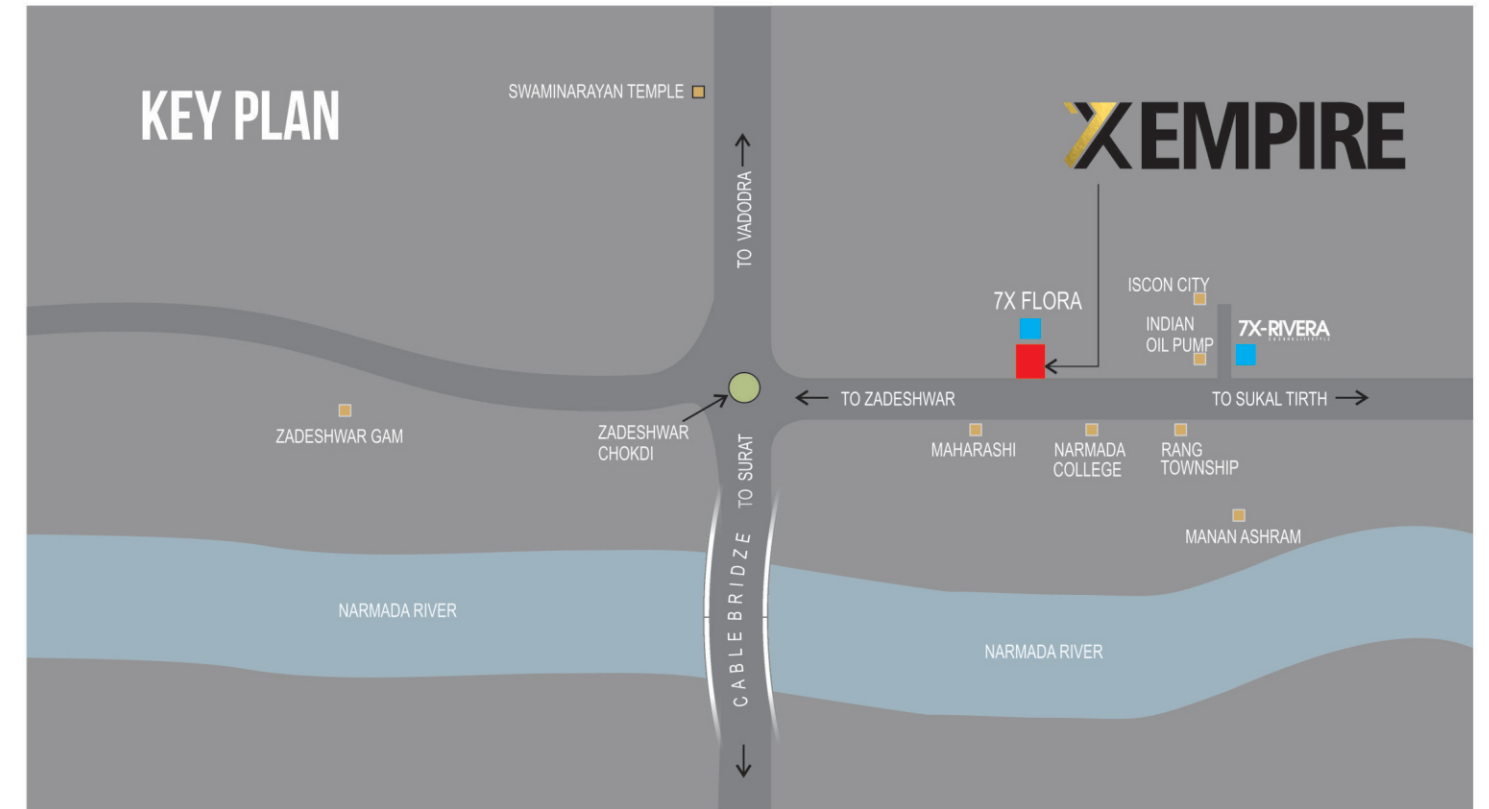 KEY PLAN
SWAMINARAYAN TEMPLE
7X EMPIRE
TO VADODRA
ISCON CITY
7X FLORA
INDIAN
OIL PUMP
7X-RIVERA
TO ZADESHWAR
TO SUKAL TIRTH
ZADESHWAR GAM
ZADESHWAR
CHOKDI
TO SURAT
MAHARASHI
NARMADA
COLLEGE
RANG
TOWNSHIP
MANAN ASHRAM
CABLEBRIDZE
NARMADA RIVER
NARMADA RIVER